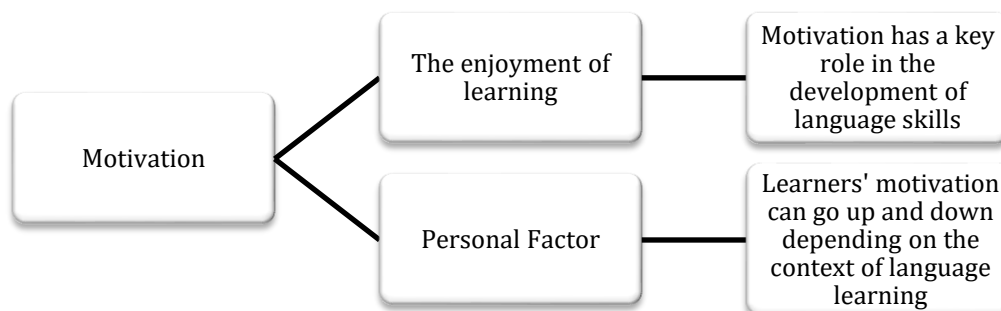 Motivation
The enjoyment of
learning
Motivation has a key
role in the
development of
language skills
Personal Factor
Learners' motivation
can go up and down
depending on the
context of language
learning